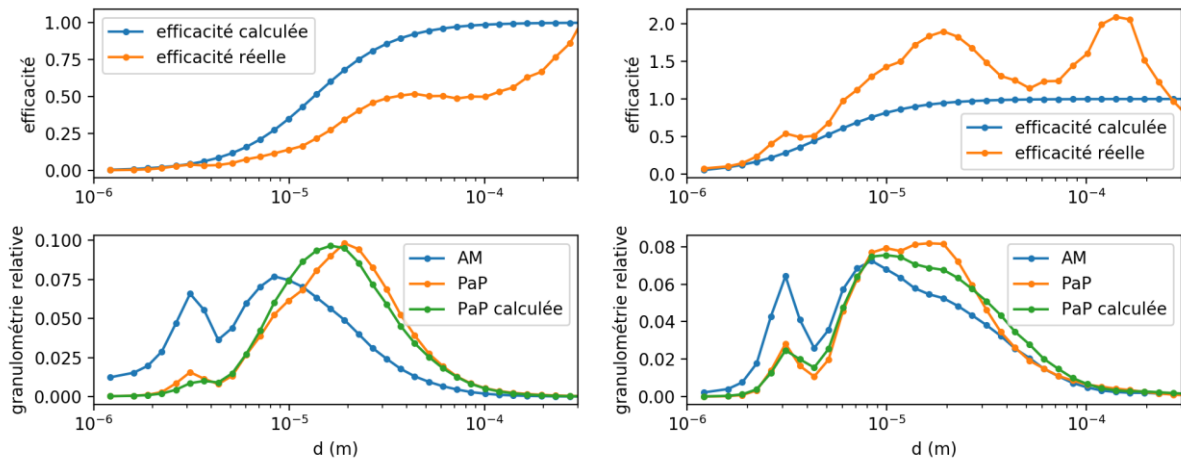 efficacité
1.00
0.75
0.50
0.25
0.00
efficacité calculée
efficacité réelle
10⁻⁶
10⁻⁵
10⁻⁴
efficacité
2.0
1.5
1.0
0.5
0.0
efficacité calculée
efficacité réelle
10⁻⁶
10⁻⁵
10⁻⁴
granulométrie relative
0.100
0.075
0.050
0.025
0.000
AM
PaP
PaP calculée
10⁻⁶
10⁻⁵
10⁻⁴
d (m)
granulométrie relative
0.08
0.06
0.04
0.02
0.00
AM
PaP
PaP calculée
10⁻⁶
10⁻⁵
10⁻⁴
d (m)